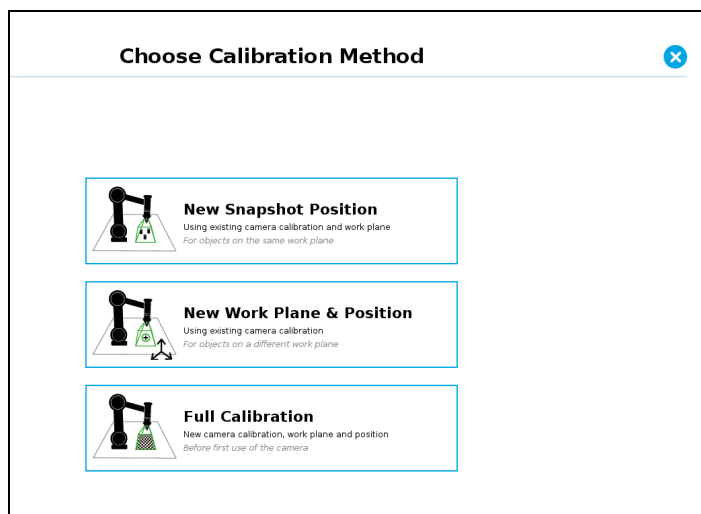 Choose Calibration Method
New Snapshot Position
Using existing camera calibration and work plane
For objects on the same work plane
New Work Plane & Position
Using existing camera calibration
For objects on a different work plane
Full Calibration
New camera calibration, work plane and position
Before first use of the camera